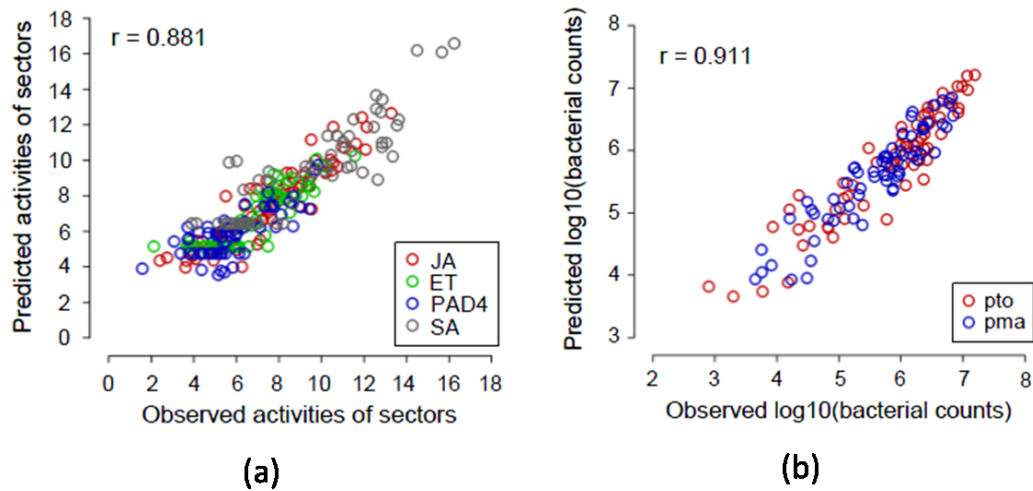 18
16
14
12
10
8
6
4
2
0
Predicted activities of sectors
r = 0.881
JA
ET
PAD4
SA
0 2 4 6 8 10 12 14 16 18
Observed activities of sectors
(a)
8
7
6
5
4
3
Predicted log10(bacterial counts)
r = 0.911
pto
pma
2 3 4 5 6 7 8
Observed log10(bacterial counts)
(b)